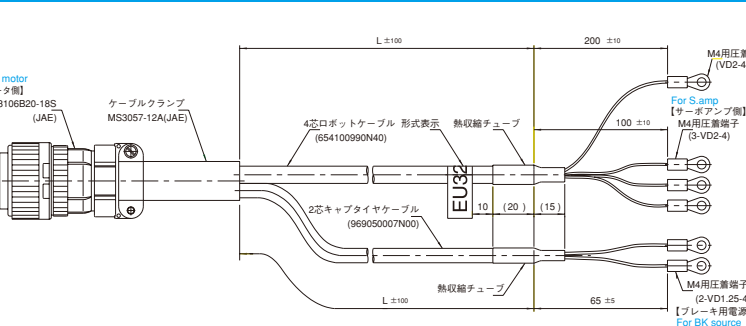 L ±100
200 ±10
M4用圧着
(VD2-4
motor
タ側】
3106B20-18S
(JAE)
ケーブルクランプ
MS3057-12A(JAE)
4芯ロボットケーブル 形式表示 熱収縮チューブ
(654100990N40)
For S.amp
【サーボアンプ側】
100 ±10
M4用圧着端子
(3-VD2-4)
EU32
10
(20)
(15)
2芯キャブタイヤケーブル
(969050007N00)
熱収縮チューブ
M4用圧着端子
(2-VD1.25-4
L ±100
65 ±5
【ブレーキ用電源
For BK source